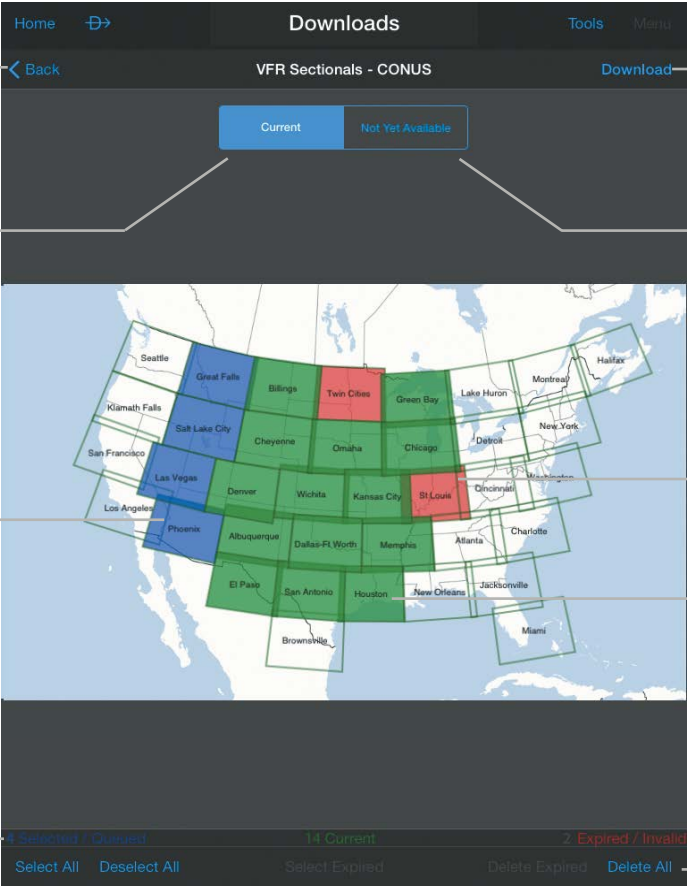 Home Downloads Tools Menu
Back VFR Sectionals - CONUS Download
Current Not Yet Available
Seattle
Great Falls
Billings
Twin Cities
Green Bay
Lake Huron
Montreal
Halifax
Klamath Falls
Salt Lake City
Cheyenne
Omaha
Chicago
Detroit
New York
San Francisco
Las Vegas
Denver
Wichita
Kansas City
St Louis
Cincinnati
Washington
Los Angeles
Phoenix
Albuquerque
Dallas-Ft Worth
Memphis
Atlanta
Charlotte
El Paso
San Antonio
Houston
New Orleans
Jacksonville
Brownsville
Miami
4 Selected / Queued 14 Current 2 Expired / Invalid
Select All Deselect All Select Expired Delete Expired Delete All